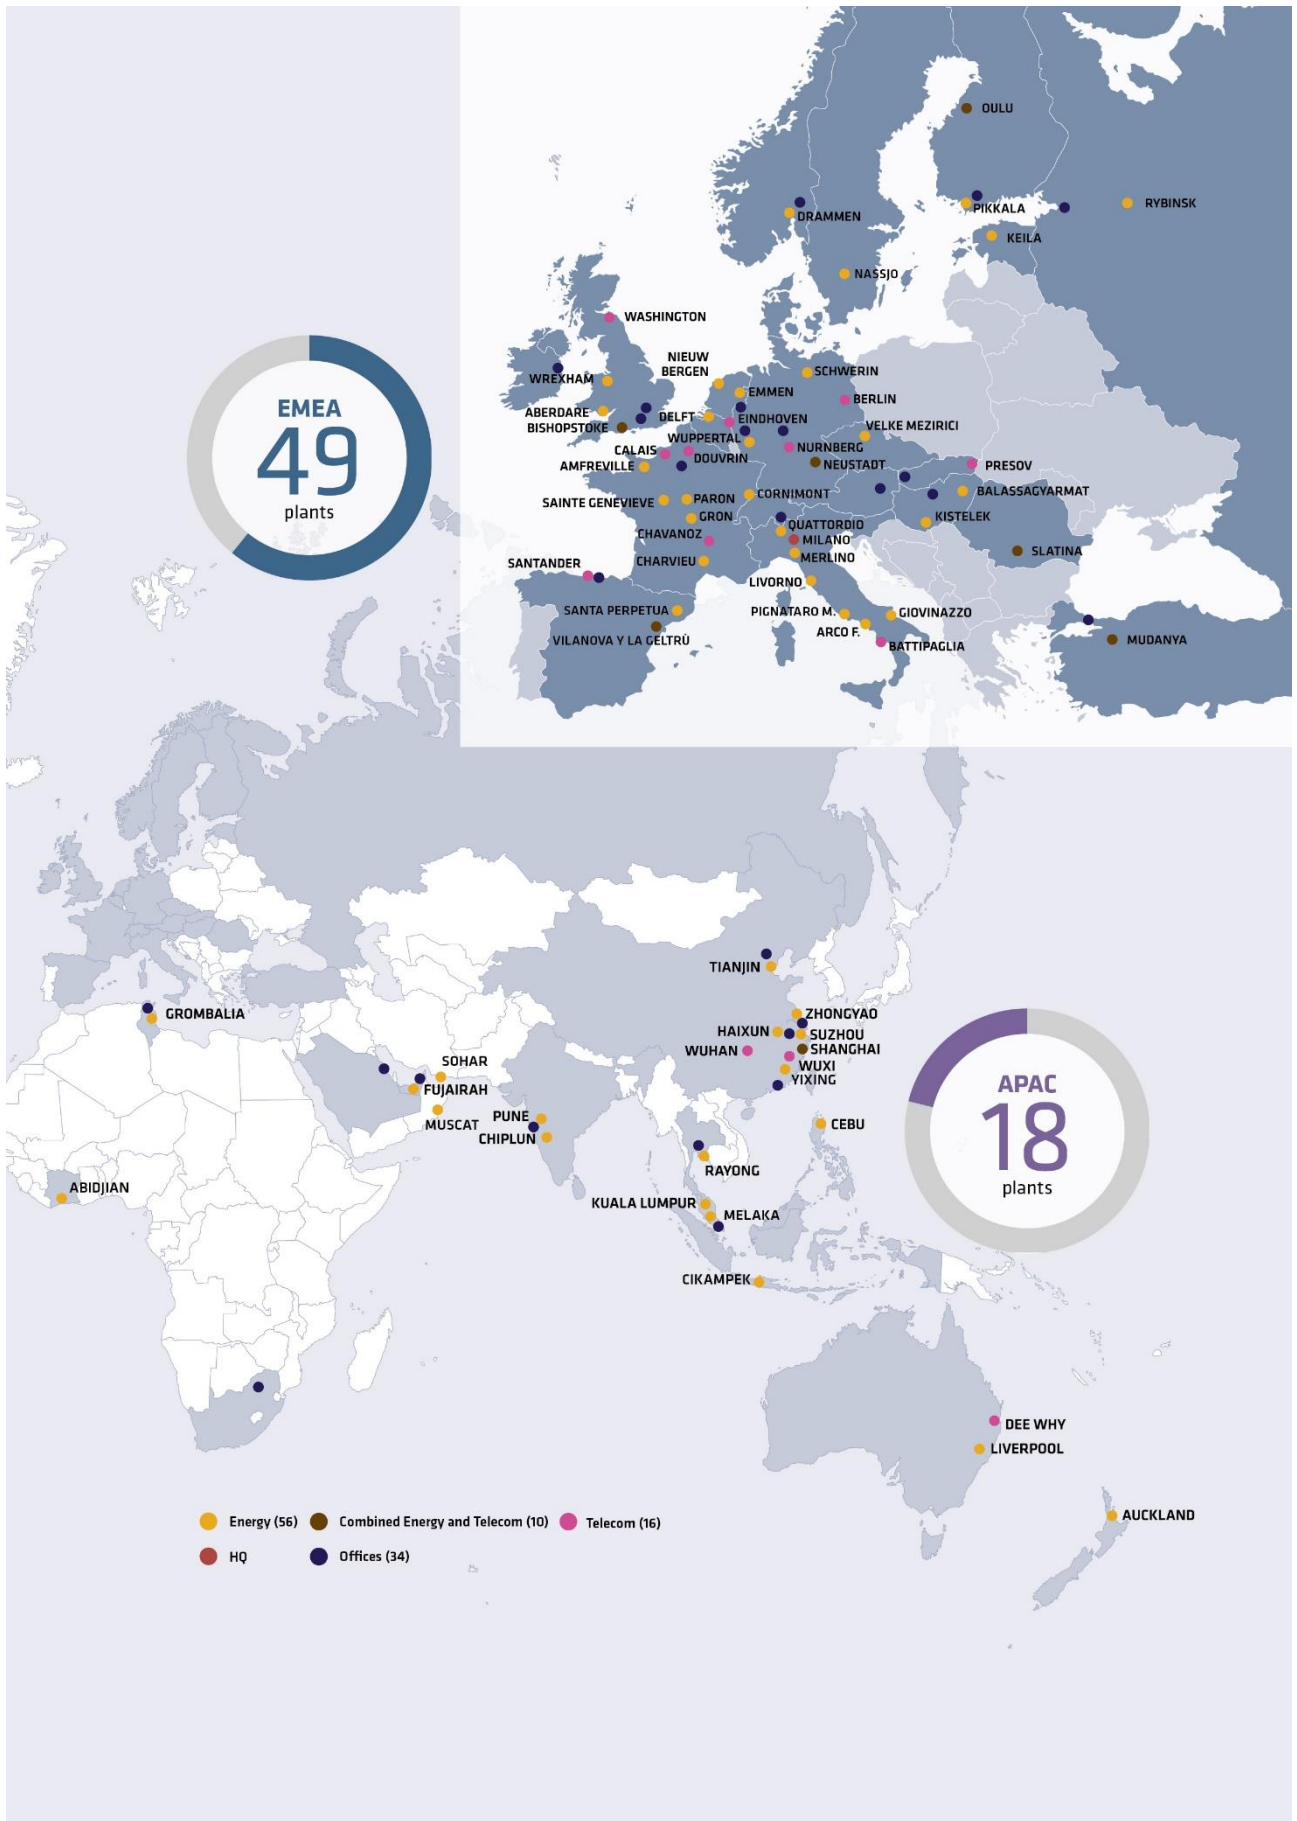 OULU
RYBINSK
PIKKALA
DRAMMEN
KEILA
NASSJO
WASHINGTON
NIEUW
BERGEN
SCHWERIN
WREXHAM
EMMEN
BERLIN
ABERDARE
DELFT
EINDHOVEN
BISHOPSTOKE
VELKE MEZIRICI
WUPPERTAL
CALAIS
NURNBERG
DOUVRIN
NEUSTADT
AMFREVILLE
PRESOV
BALASSAGYARMAT
CORNIMONT
SAINTE GENEVIEVE
PARON
GRON
KISTELEK
QUATTORDIO
CHAVANOZ
MILANO
SLATINA
MERLINO
CHARVIEU
SANTANDER
LIVORNO
SANTA PERPETUA
PIGNATARO M.
GIOVINAZZO
ARCO F.
VILANOVA Y LA GELTRÙ
BATTIPAGLIA
MUDANYA
EMEA
49
plants
TIANJIN
GROMBALIA
ZHONGYAO
HAIXUN
SUZHOU
WUHAN
SHANGHAI
SOHAR
WUXI
YIXING
FUJAIRAH
MUSCAT
PUNE
CHIPLUN
CEBU
RAYONG
ABIDJIAN
KUALA LUMPUR
MELAKA
CIKAMPEK
APAC
18
plants
DEE WHY
LIVERPOOL
AUCKLAND
Energy (56)
Combined Energy and Telecom (10)
Telecom (16)
HQ
Offices (34)